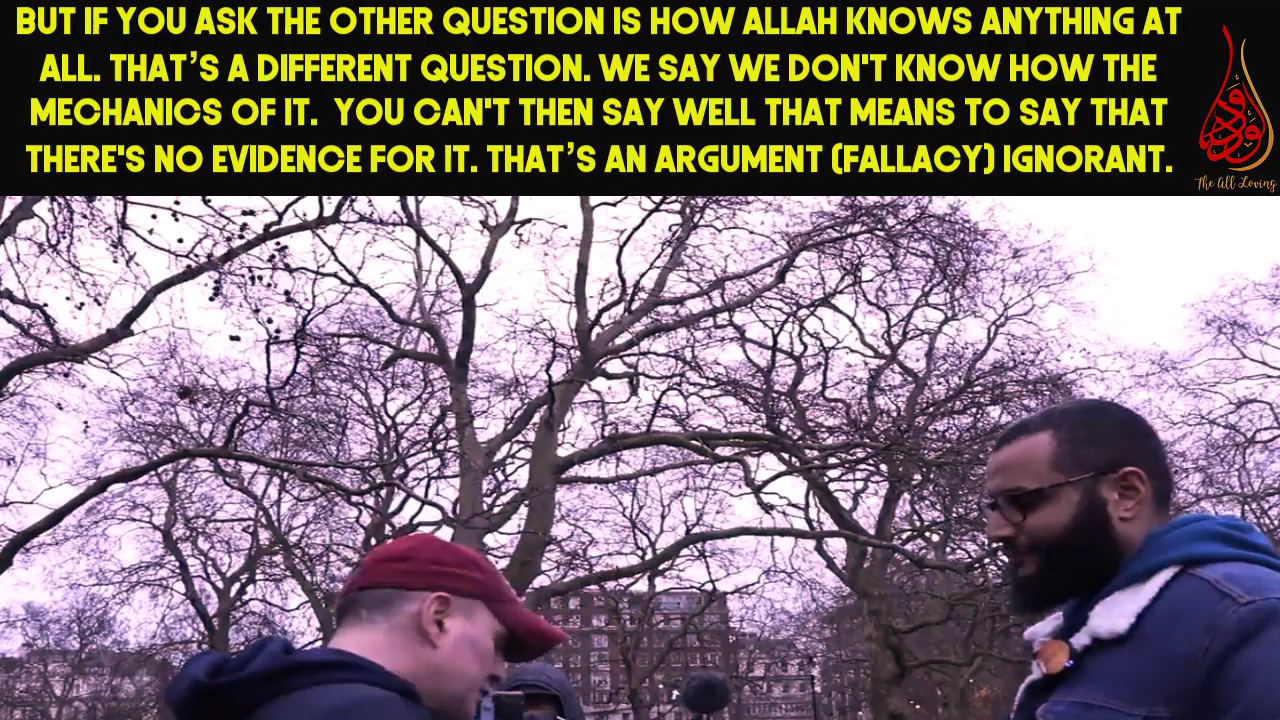 BUT IF YOU ASK THE OTHER QUESTION IS HOW ALLAH KNOWS ANYTHING AT
ALL. THAT’S A DIFFERENT QUESTION. WE SAY WE DON'T KNOW HOW THE
MECHANICS OF IT.  YOU CAN'T THEN SAY WELL THAT MEANS TO SAY THAT
THERE'S NO EVIDENCE FOR IT. THAT’S AN ARGUMENT (FALLACY) IGNORANT.
The All Loving